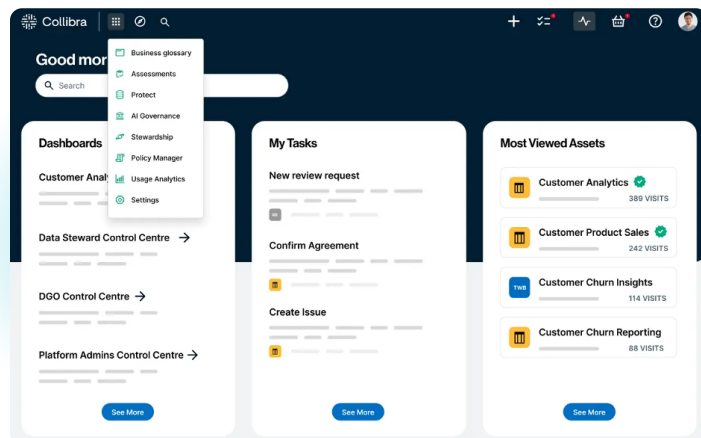 Collibra
Business glossary
Assessments
Protect
AI Governance
Stewardship
Policy Manager
Usage Analytics
Settings
Good mor
Search
Dashboards
Customer Analy
Data Steward Control Centre
DGO Control Centre
Platform Admins Control Centre
See More
My Tasks
New review request
Confirm Agreement
Create Issue
See More
Most Viewed Assets
Customer Analytics
389 VISITS
Customer Product Sales
242 VISITS
TWB
Customer Churn Insights
114 VISITS
Customer Churn Reporting
88 VISITS
See More